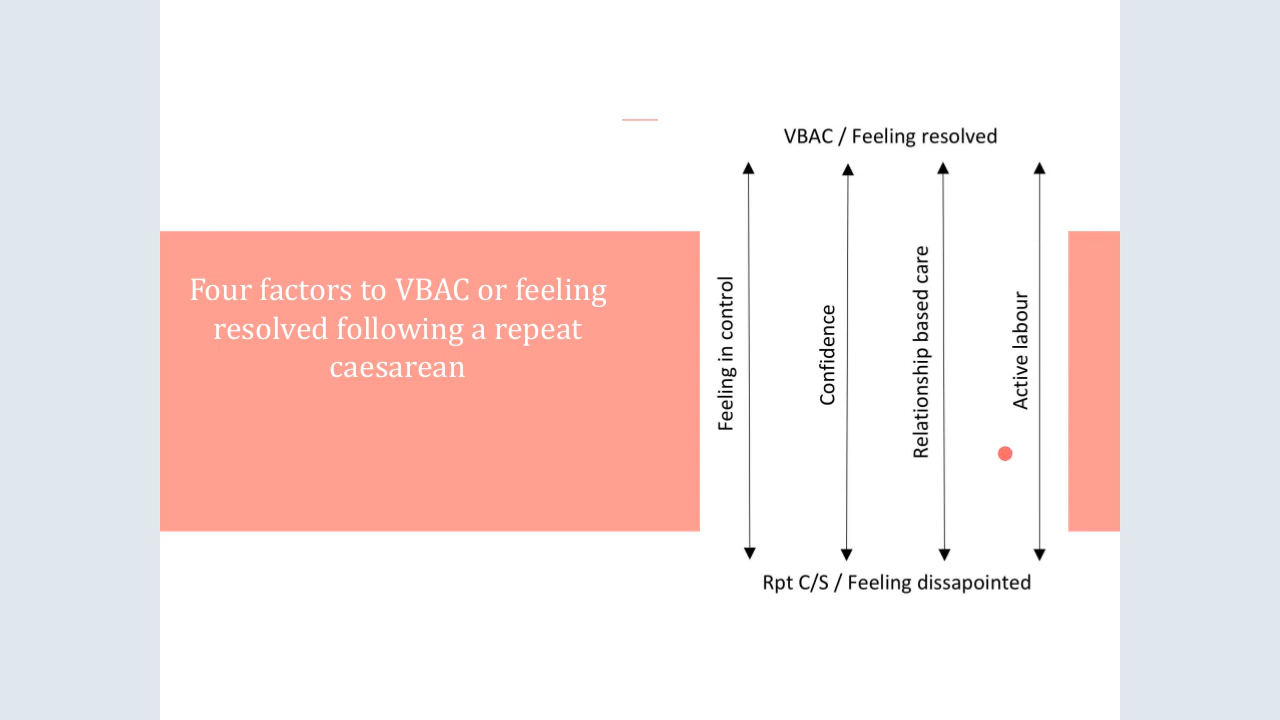 Four factors to VBAC or feeling
resolved following a repeat
caesarean
VBAC / Feeling resolved
Feeling in control
Confidence
Relationship based care
Active labour
Rpt C/S / Feeling dissapointed